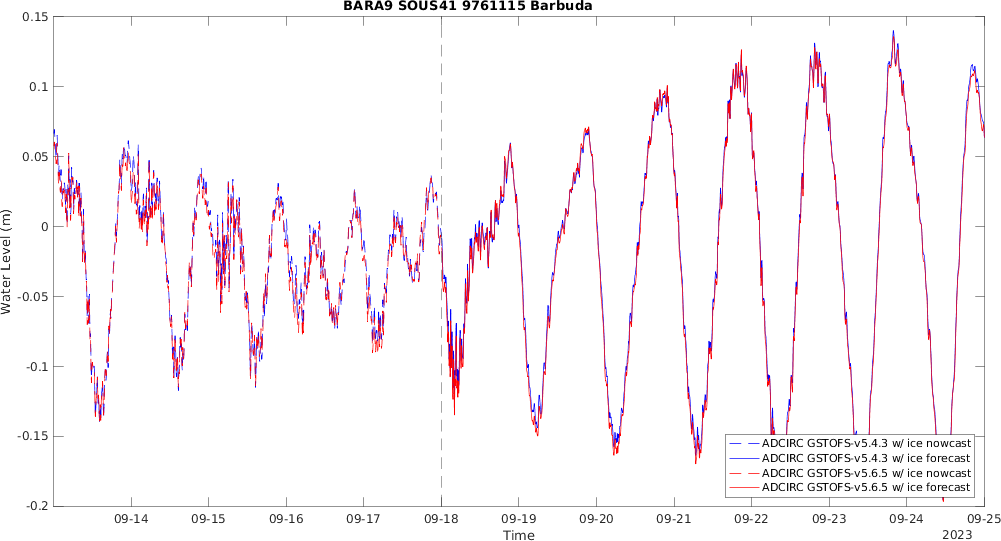 BARA9 SOUS41 9761115 Barbuda
0.15
0.1
0.05
0
-0.05
-0.1
-0.15
-0.2
Water Level (m)
ADCIRC GSTOFS-v5.4.3 w/ ice nowcast
ADCIRC GSTOFS-v5.4.3 w/ ice forecast
ADCIRC GSTOFS-v5.6.5 w/ ice nowcast
ADCIRC GSTOFS-v5.6.5 w/ ice forecast
09-14 09-15 09-16 09-17 09-18 09-19 09-20 09-21 09-22 09-23 09-24 09-25
Time
2023